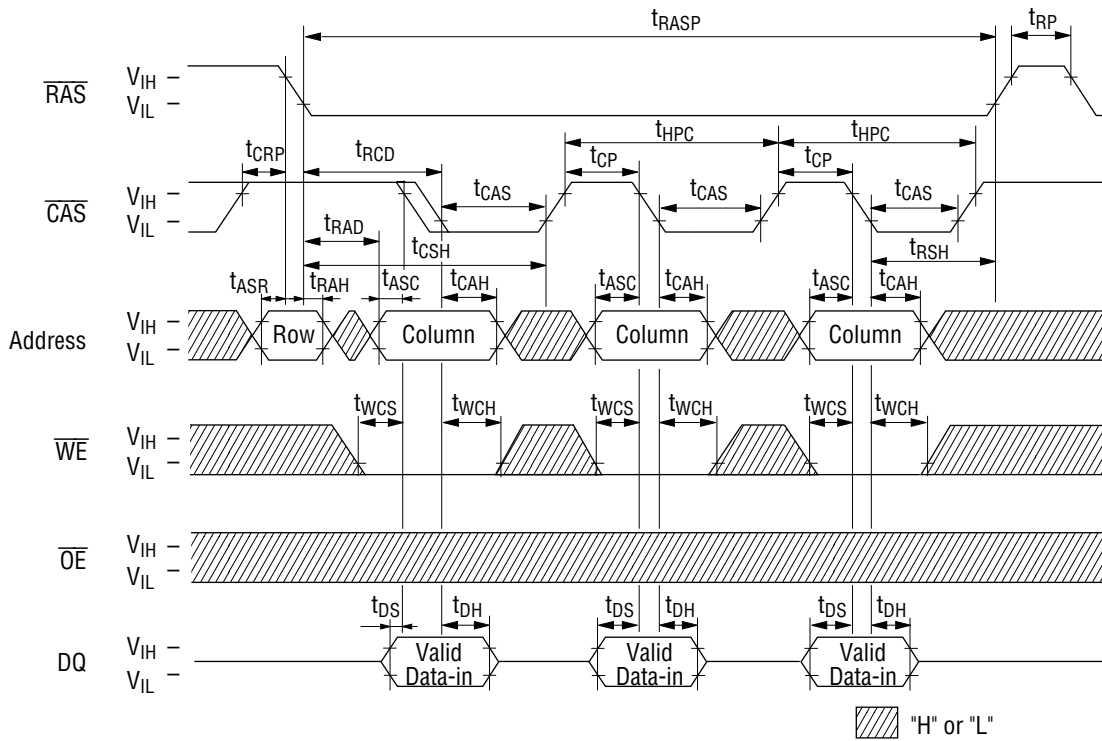 tRASP tRP
VIH
RAS
VIL
tHPC tHPC
tCRP tRCD tCP tCP
VIH
CAS
VIL
tCAS tCAS tCAS
tRAD
tCSH tRSH
tASR tRAH tASC tCAH tASC tCAH tASC tCAH
VIH
Address Row Column Column Column
VIL
tWCS tWCH tWCS tWCH tWCS tWCH
VIH
WE
VIL
VIH
OE
VIL
tDS tDH tDS tDH tDS tDH
VIH Valid Valid Valid
DQ
VIL Data-in Data-in Data-in
"H" or "L"